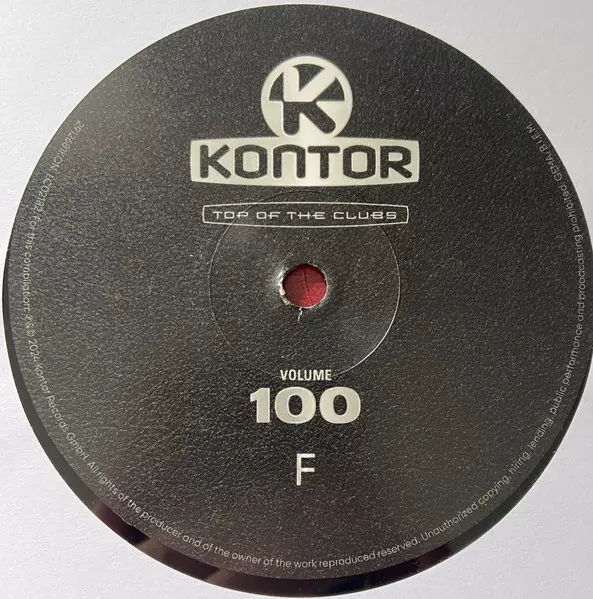 K
KONTOR
TOP OF THE CLUBS
VOLUME
100
F
For this compilation: ℗ & © 2024 Kontor Records GmbH. All rights of the producer and of the owner of the work reproduced reserved. Unauthorized copying, hiring, lending, public performance and broadcasting prohibited. GEMA/BIEM